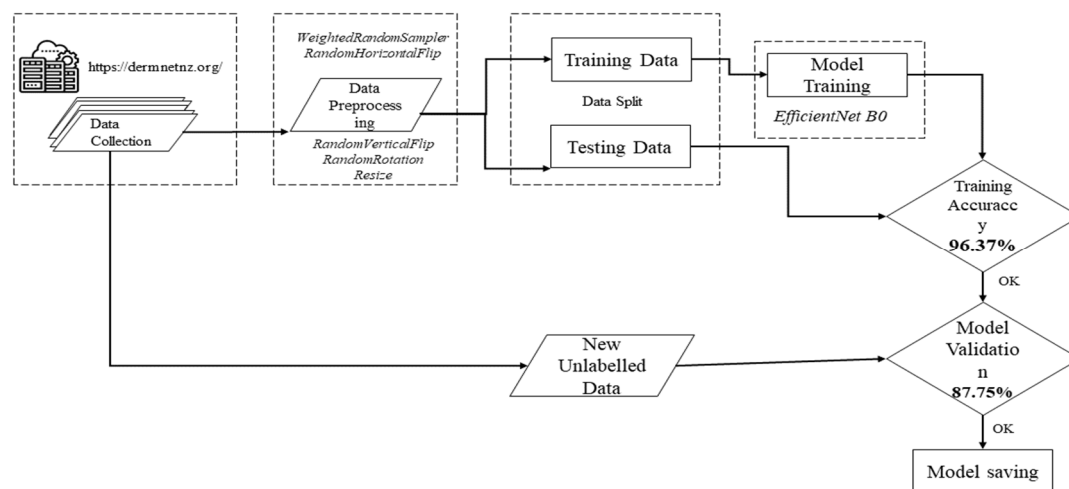 https://dermnetnz.org/
Data
Collection
WeightedRandomSampler
RandomHorizontalFlip
Data
Preprocess
ing
RandomVerticalFlip
RandomRotation
Resize
Training Data
Data Split
Testing Data
Model
Training
EfficientNet B0
Training
Accuracc
y
96.37%
OK
New
Unlabelled
Data
Model
Validatio
n
87.75%
OK
Model saving